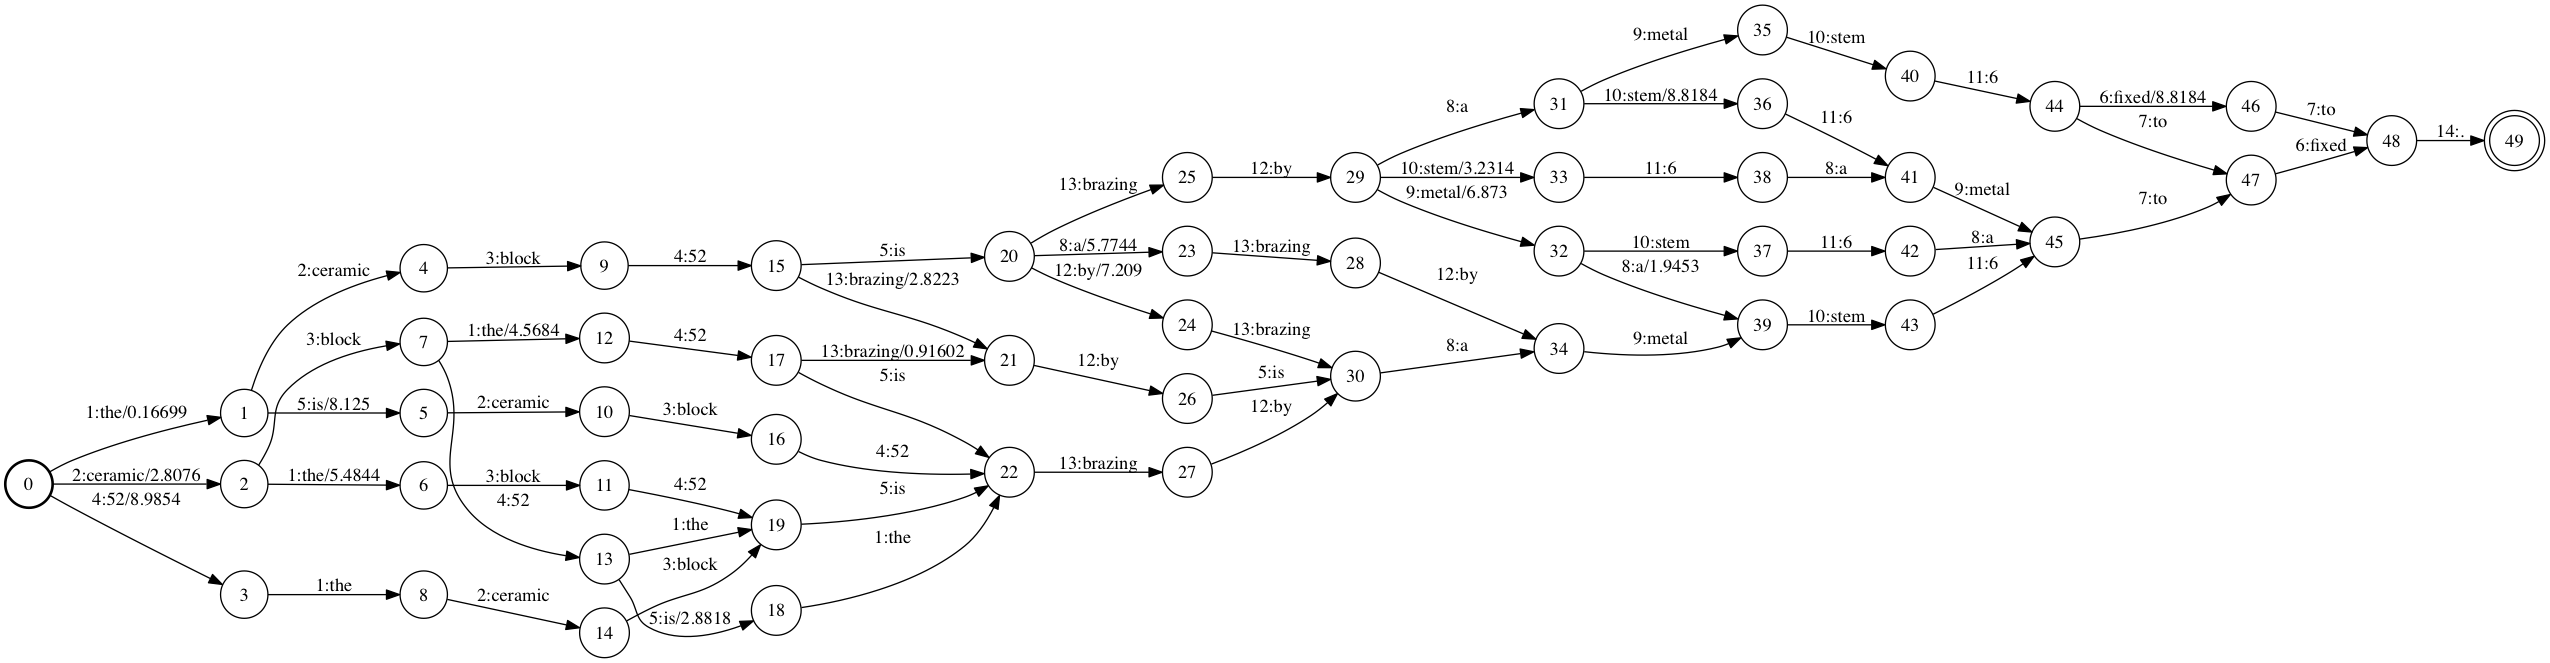 35
9:metal
10:stem
40
11:6
31
10:stem/8.8184
36
44
6:fixed/8.8184
46
7:to
8:a
11:6
7:to
48
14:.
49
6:fixed
13:brazing
25
12:by
29
10:stem/3.2314
33
11:6
38
8:a
41
9:metal
47
9:metal/6.873
7:to
5:is
20
8:a/5.7744
23
13:brazing
28
32
10:stem
37
11:6
42
8:a
45
2:ceramic
4
3:block
9
4:52
15
13:brazing/2.8223
12:by/7.209
12:by
8:a/1.9453
11:6
24
13:brazing
39
10:stem
43
3:block
7
1:the/4.5684
12
4:52
17
13:brazing/0.91602
21
12:by
8:a
34
9:metal
5:is
26
5:is
30
12:by
1:the/0.16699
1
5:is/8.125
5
2:ceramic
10
3:block
16
4:52
0
2:ceramic/2.8076
2
1:the/5.4844
6
3:block
11
4:52
22
13:brazing
27
4:52/8.9854
4:52
5:is
1:the
19
13
3:block
1:the
3
1:the
8
2:ceramic
14
5:is/2.8818
18